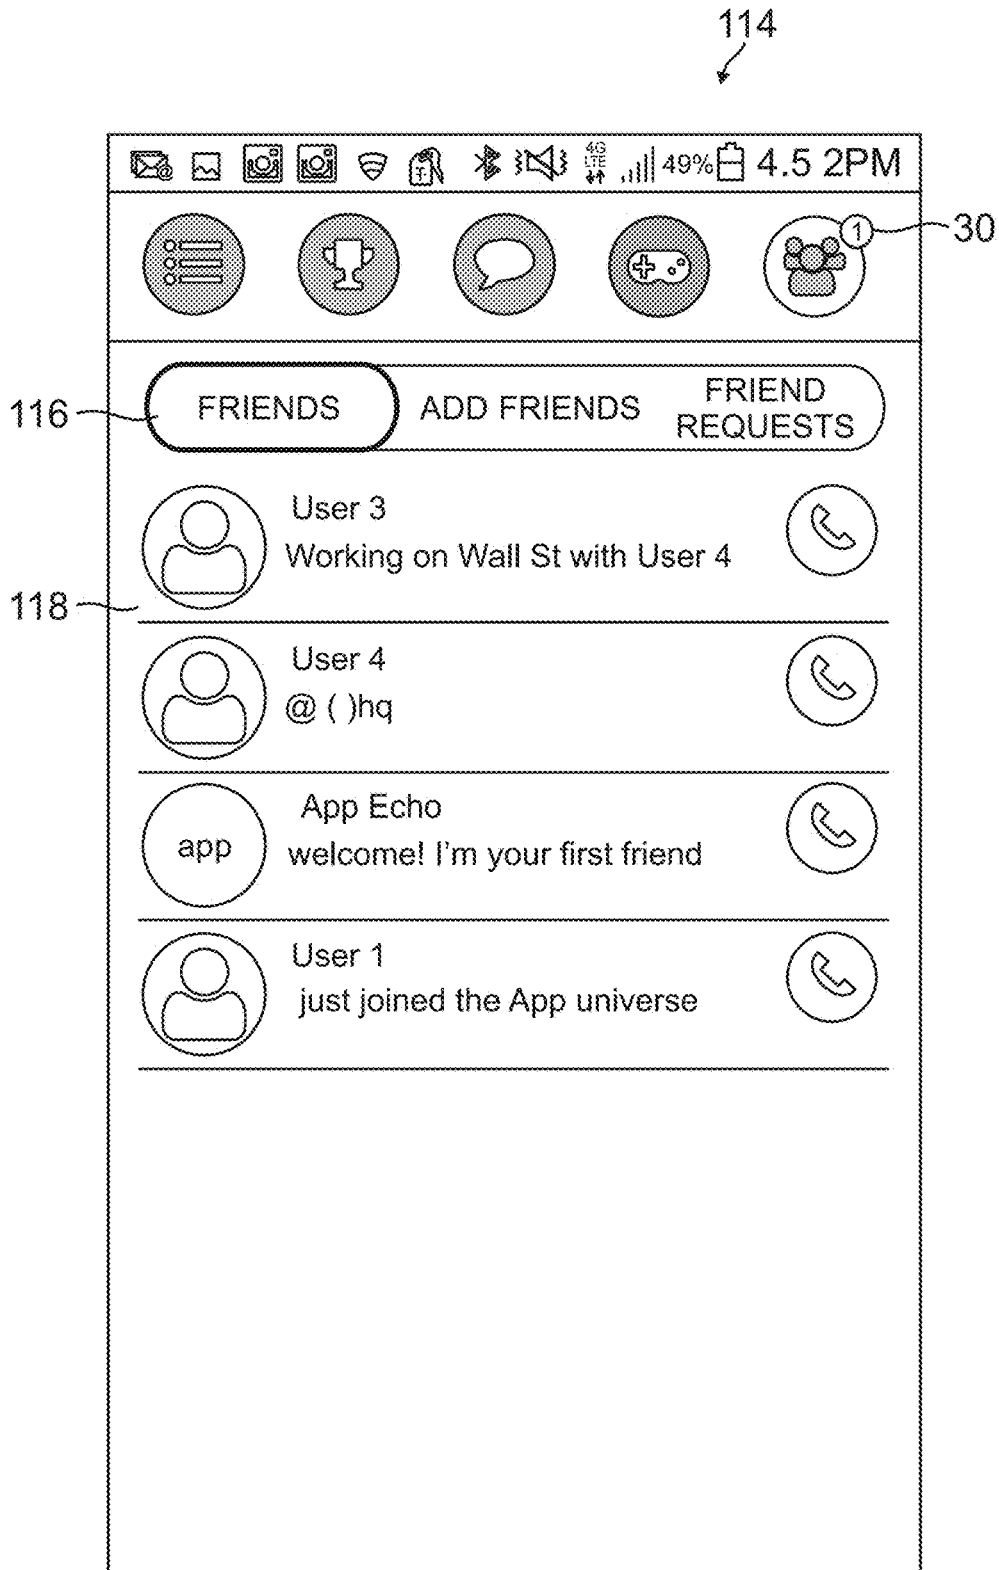 114
4G
LTE
49% 4.5 2PM
1
30
116
FRIENDS ADD FRIENDS FRIEND
REQUESTS
User 3
Working on Wall St with User 4
118
User 4
@ ( )hq
app
App Echo
welcome! I'm your first friend
User 1
just joined the App universe